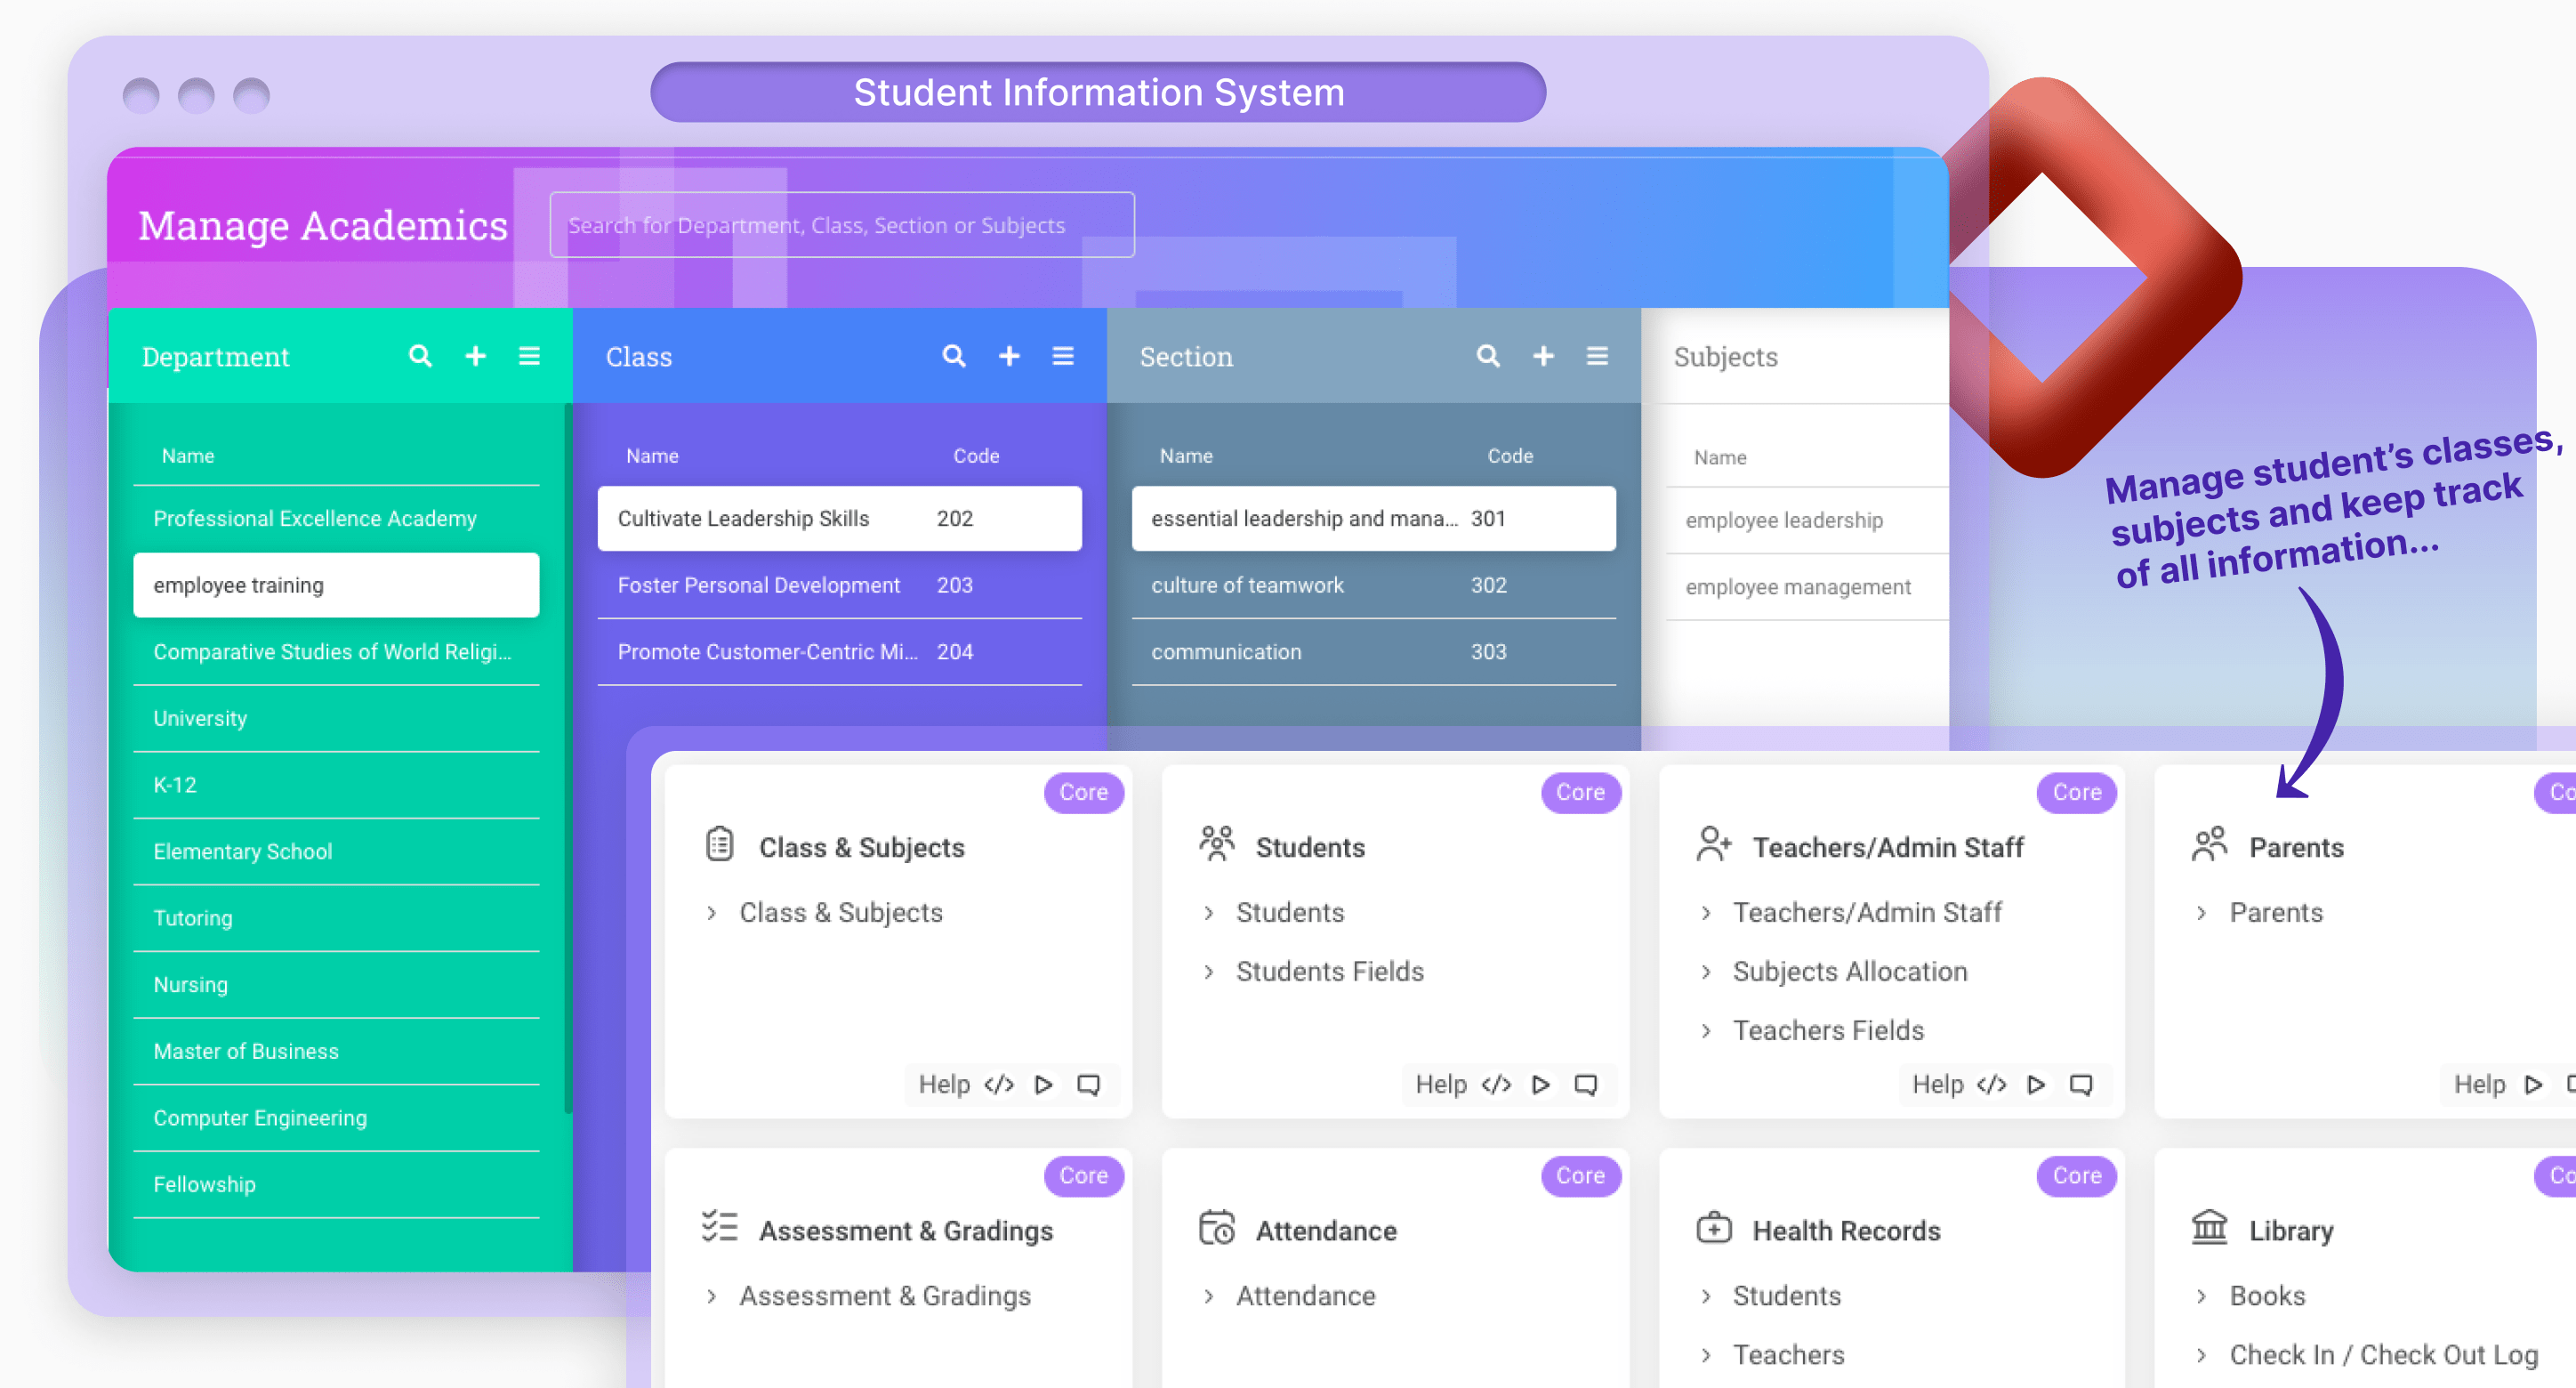 Student Information System
Manage Academics
Search for Department, Class, Section or Subjects
Department
Class
Section
Subjects
Name
Name Code
Name Code
Name
Professional Excellence Academy
Cultivate Leadership Skills 202
essential leadership and mana... 301
employee leadership
employee training
Foster Personal Development 203
culture of teamwork 302
employee management
Comparative Studies of World Religi...
Promote Customer-Centric Mi... 204
communication 303
University
K-12
Elementary School
Tutoring
Nursing
Master of Business
Computer Engineering
Fellowship
Manage student’s classes,
subjects and keep track
of all information...
Core
Class & Subjects
Class & Subjects
Help
Core
Students
Students
Students Fields
Help
Core
Teachers/Admin Staff
Teachers/Admin Staff
Subjects Allocation
Teachers Fields
Help
Co
Parents
Parents
Help
Core
Assessment & Gradings
Assessment & Gradings
Core
Attendance
Attendance
Core
Health Records
Students
Teachers
Co
Library
Books
Check In / Check Out Log